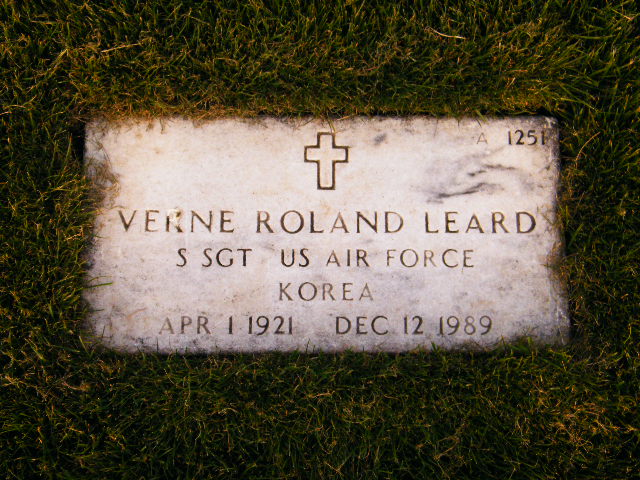 A 1251
VERNE ROLAND LEARD
S SGT US AIR FORCE
KOREA
APR 1 1921 DEC 12 1989